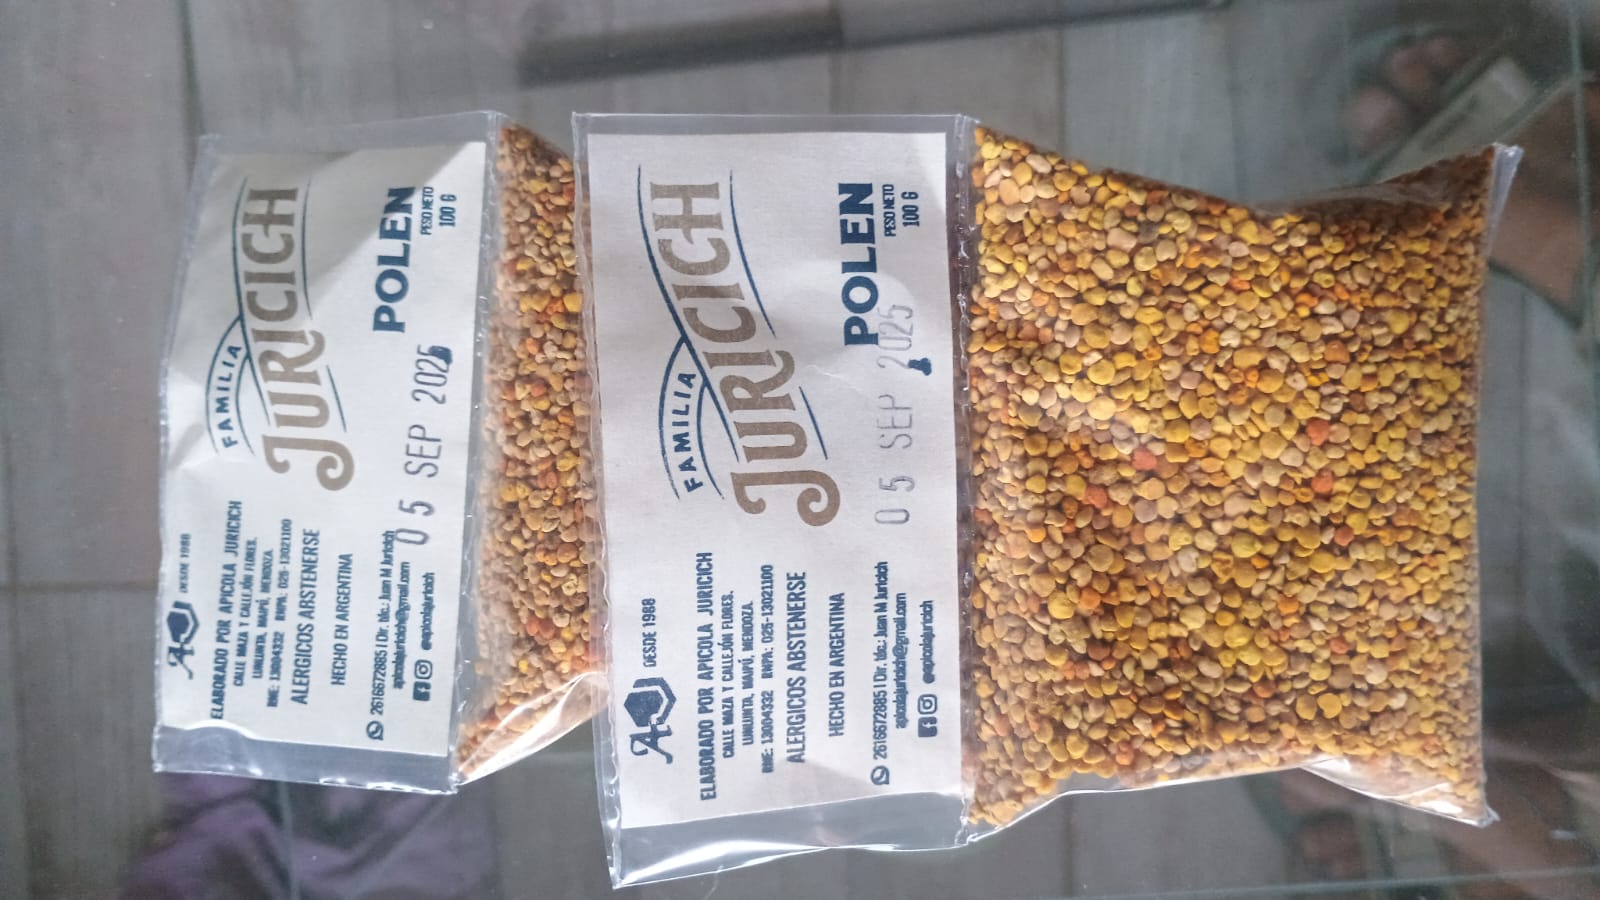 FAMILIA
JURICICH
POLEN
PESO NETO
100 G
05 SEP 2025
AJ DESDE 1988
ELABORADO POR APICOLA JURICICH
CALLE MAZA Y CALLEJÓN FLORES.
LUNLUNTA, MAIPÚ, MENDOZA.
RNE: 13004332 RNPA: 025-13021100
ALERGICOS ABSTENERSE
HECHO EN ARGENTINA
2616672885 | Dir. téc.: Juan M Juricich
apicolajuricich@gmail.com
@apicolajuricich
FAMILIA
JURICICH
POLEN
PESO NETO
100 G
05 SEP 2025
AJ DESDE 1988
ELABORADO POR APICOLA JURICICH
CALLE MAZA Y CALLEJÓN FLORES.
LUNLUNTA, MAIPÚ, MENDOZA.
RNE: 13004332 RNPA: 025-13021100
ALERGICOS ABSTENERSE
HECHO EN ARGENTINA
2616672885 | Dir. téc.: Juan M Juricich
apicolajuricich@gmail.com
@apicolajuricich